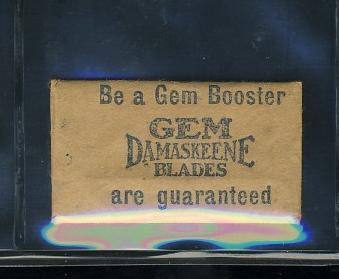 Be a Gem Booster
GEM
DAMASKEENE
BLADES
are guaranteed